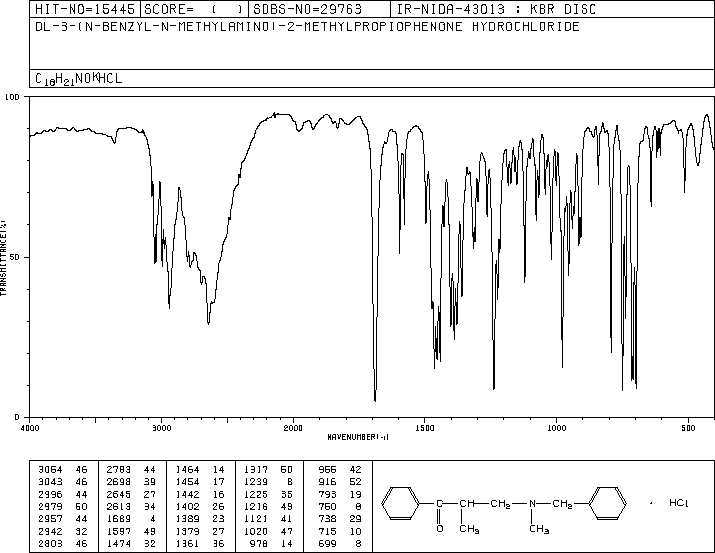 HIT-NO=15445 SCORE= ( ) SDBS-NO=29763 IR-NIDA-43013 : KBR DISC
DL-3-(N-BENZYL-N-METHYLAMINO)-2-METHYLPROPIOPHENONE HYDROCHLORIDE
C18H21NO·HCL
100
50
0
TRANSMITTANCE(%)
4000 3000 2000 1500 1000 500
WAVENUMBER(-1)
3064 46 2783 44 1464 14 1317 60 966 42
3043 46 2698 39 1454 17 1239 8 916 52
2996 44 2645 27 1442 16 1225 35 793 19
2979 50 2613 34 1402 26 1216 49 750 8
2957 44 1689 4 1389 23 1121 41 738 29
2942 32 1597 49 1379 27 1020 47 715 10
2803 46 1474 32 1361 36 978 14 699 8
C-CH-CH2-N-CH2 · HCl
O CH3 CH3